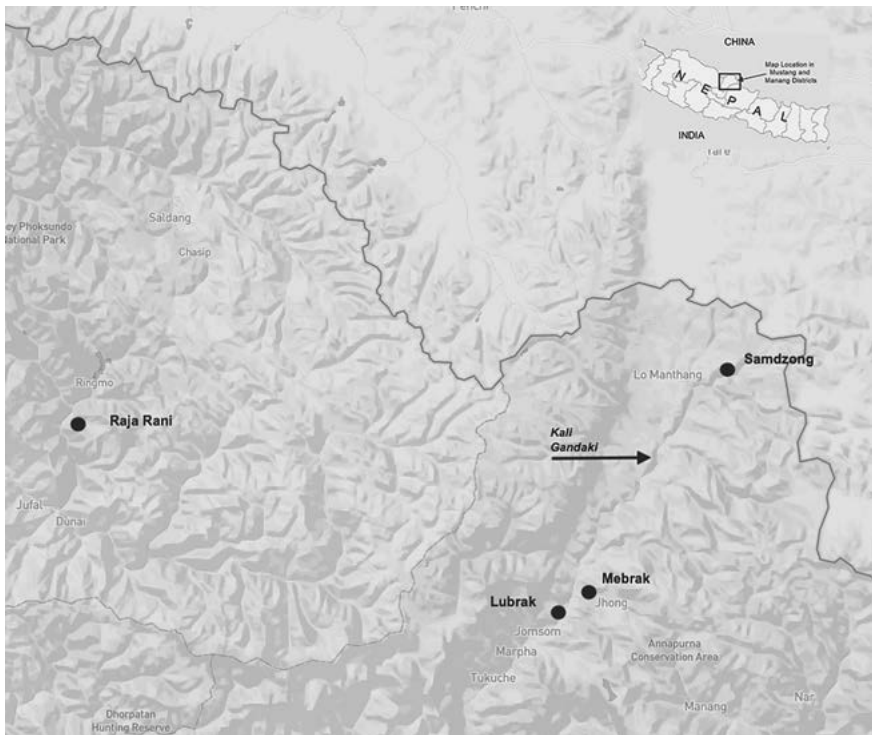 Penchi
CHINA
Map Location in
Mustang and
Manang Districts
NEPAL
INDIA
Saldang
ey Phoksundo
National Park
Chasip
Samdzong
Lo Manthang
Ringmo
Raja Rani
Kali
Gandaki
Jufal
Dunai
Mebrak
Lubrak
Jhong
Jomsom
Marpha
Annapurna
Conservation Area
Tukuche
Nar
Manang
Dhorpatan
Hunting Reserve